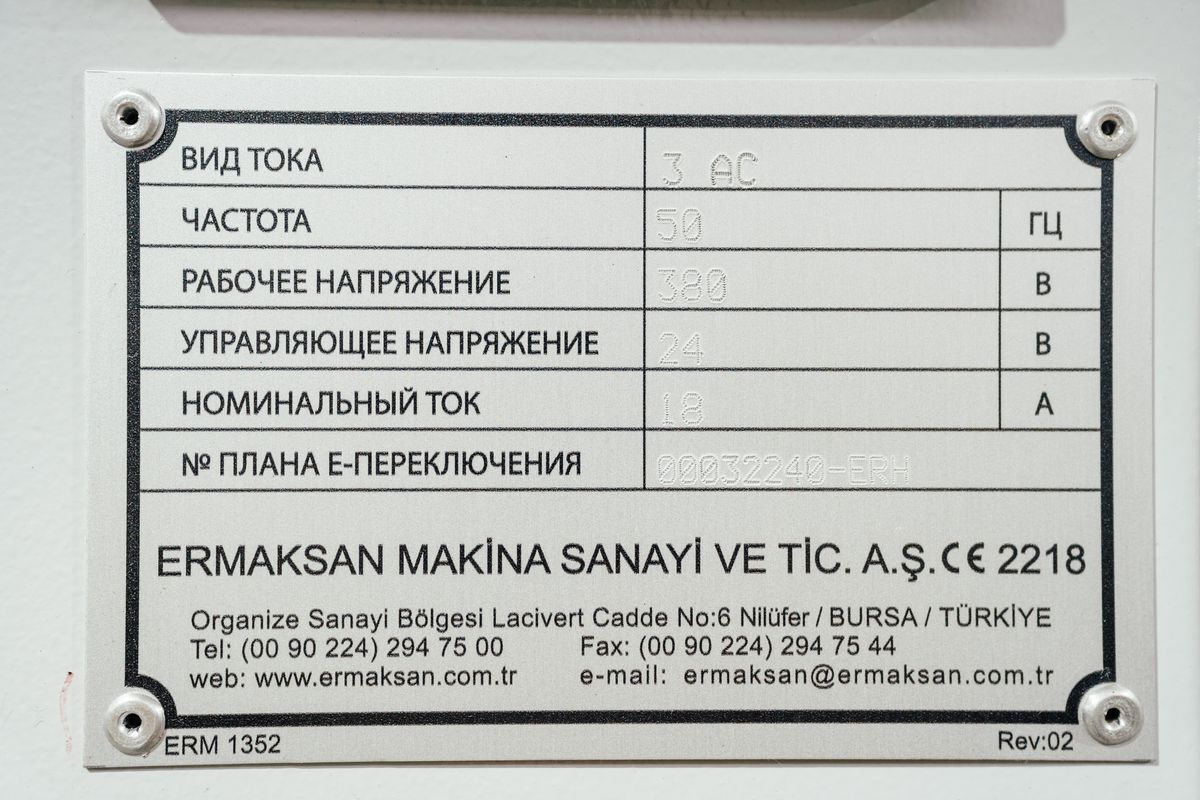 ВИД ТОКА 3 AC
ЧАСТОТА 50 ГЦ
РАБОЧЕЕ НАПРЯЖЕНИЕ 380 В
УПРАВЛЯЮЩЕЕ НАПРЯЖЕНИЕ 24 В
НОМИНАЛЬНЫЙ ТОК 18 А
№ ПЛАНА Е-ПЕРЕКЛЮЧЕНИЯ 00032240-ERH
ERMAKSAN MAKİNA SANAYİ VE TİC. A.Ş. CE 2218
Organize Sanayi Bölgesi Lacivert Cadde No:6 Nilüfer / BURSA / TÜRKİYE
Tel: (00 90 224) 294 75 00 Fax: (00 90 224) 294 75 44
web: www.ermaksan.com.tr e-mail: ermaksan@ermaksan.com.tr
ERM 1352 Rev:02